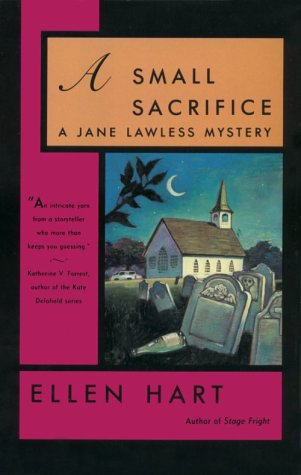 A SMALL
SACRIFICE
A JANE LAWLESS MYSTERY
"An intricate yarn
from a storyteller
who more than
keeps you guessing."
Katherine V. Forrest,
author of the Kate
Delafield series
ELLEN HART
Author of Stage Fright